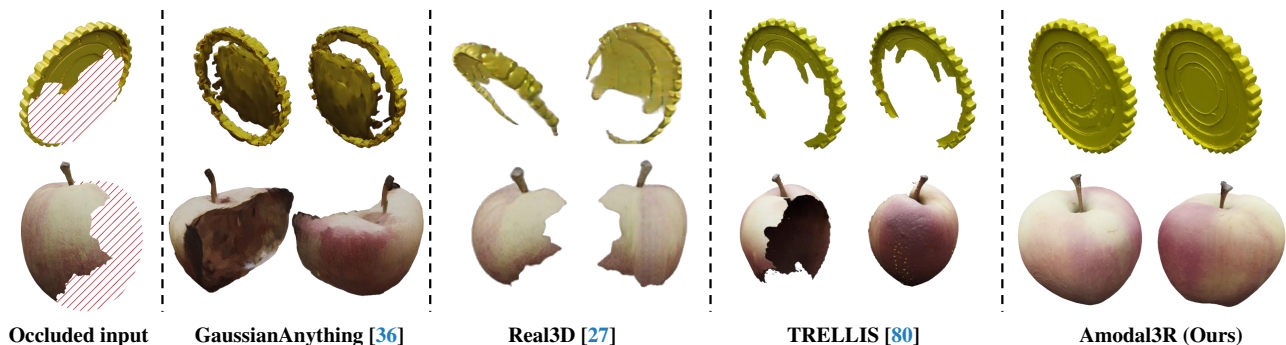 Occluded input GaussianAnything [36] Real3D [27] TRELLIS [80] Amodal3R (Ours)